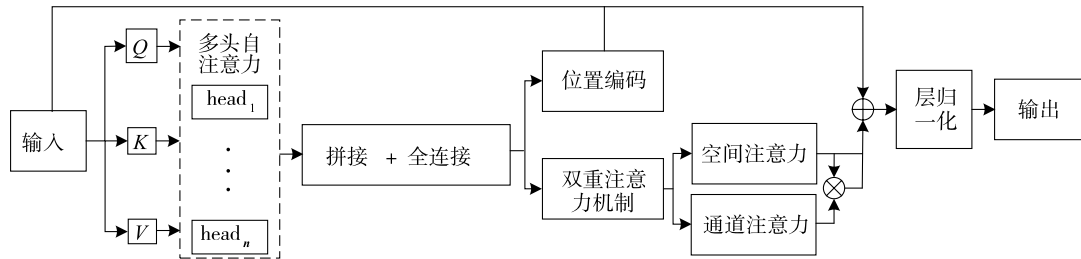 输入
Q
K
V
多头自
注意力
head₁
headₙ
拼接 + 全连接
位置编码
双重注意
力机制
空间注意力
通道注意力
层归
一化
输出